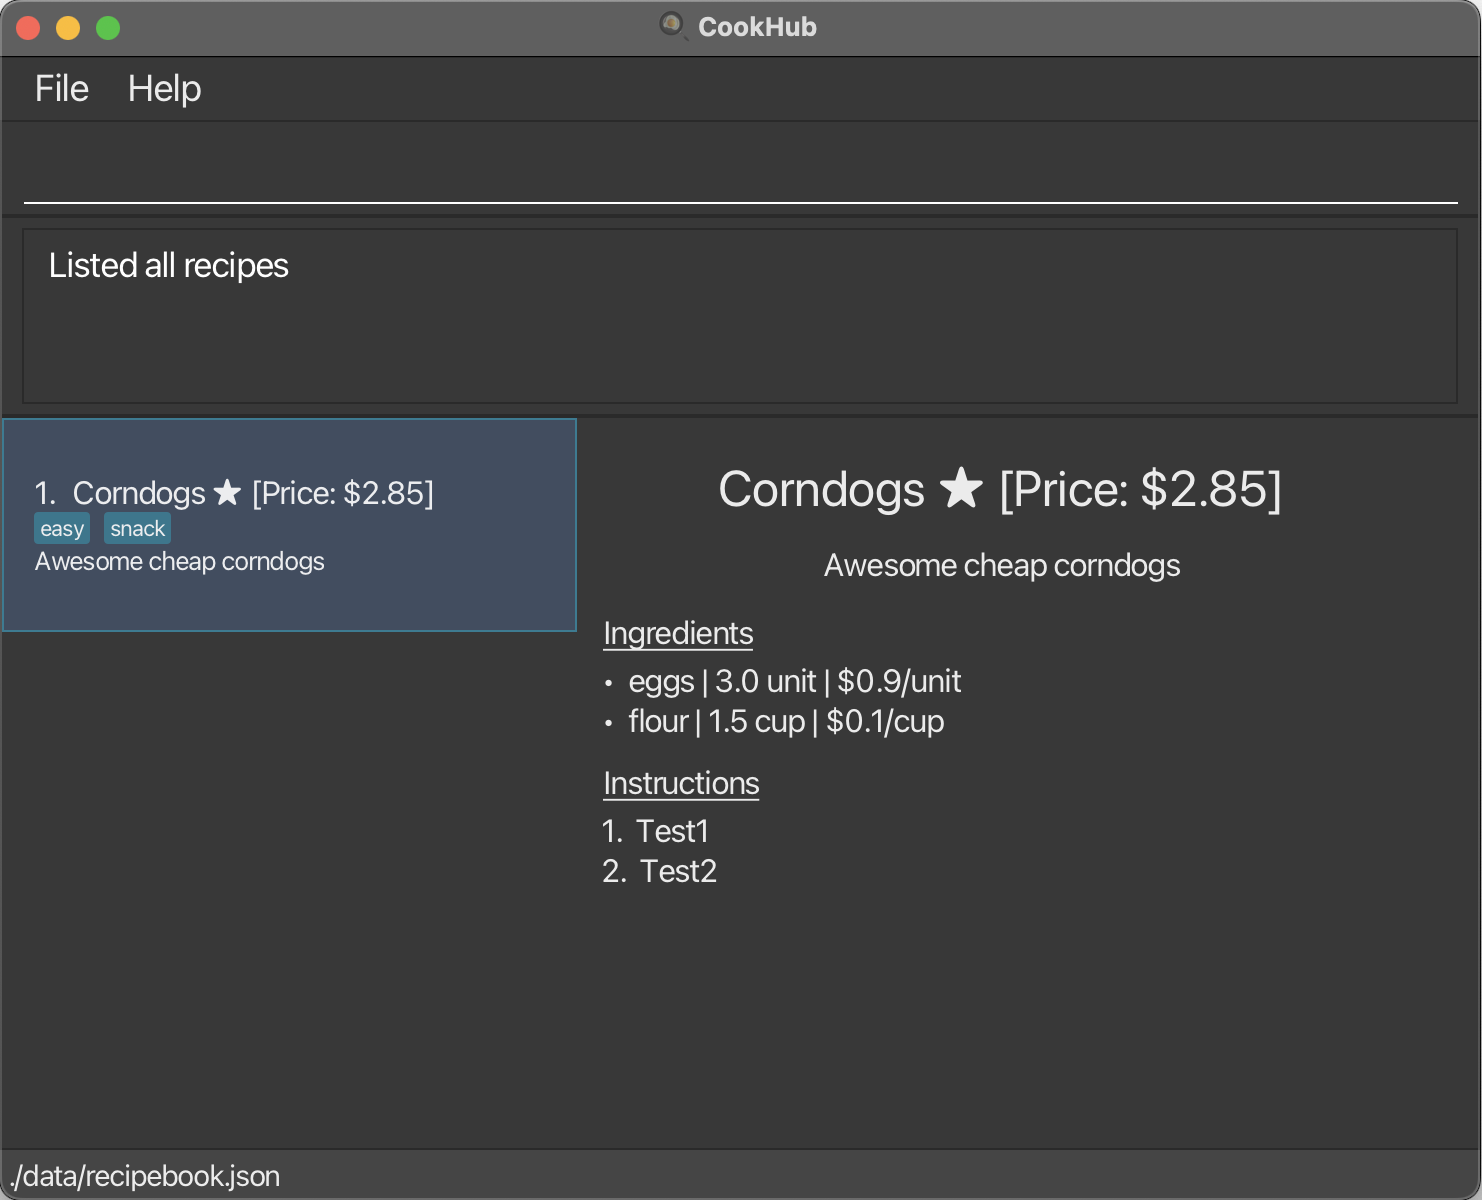 CookHub
File Help
Listed all recipes
1. Corndogs ★ [Price: $2.85]
easy snack
Awesome cheap corndogs
Corndogs ★ [Price: $2.85]
Awesome cheap corndogs
Ingredients
• eggs | 3.0 unit | $0.9/unit
• flour | 1.5 cup | $0.1/cup
Instructions
1. Test1
2. Test2
./data/recipebook.json